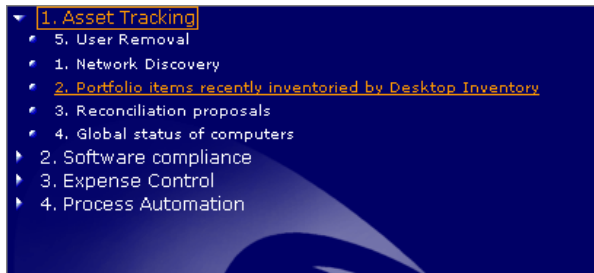 1. Asset Tracking
5. User Removal
1. Network Discovery
2. Portfolio items recently inventoried by Desktop Inventory
3. Reconciliation proposals
4. Global status of computers
2. Software compliance
3. Expense Control
4. Process Automation